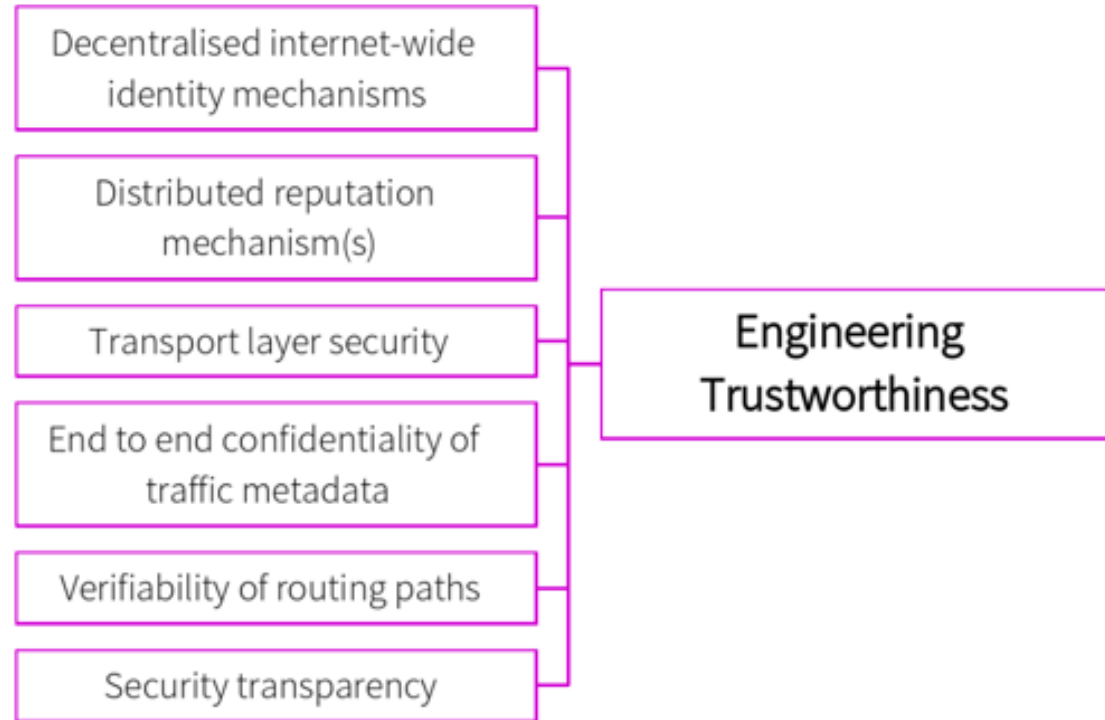 Decentralised internet-wide
identity mechanisms
Distributed reputation
mechanism(s)
Transport layer security
End to end confidentiality of
traffic metadata
Verifiability of routing paths
Security transparency
Engineering
Trustworthiness